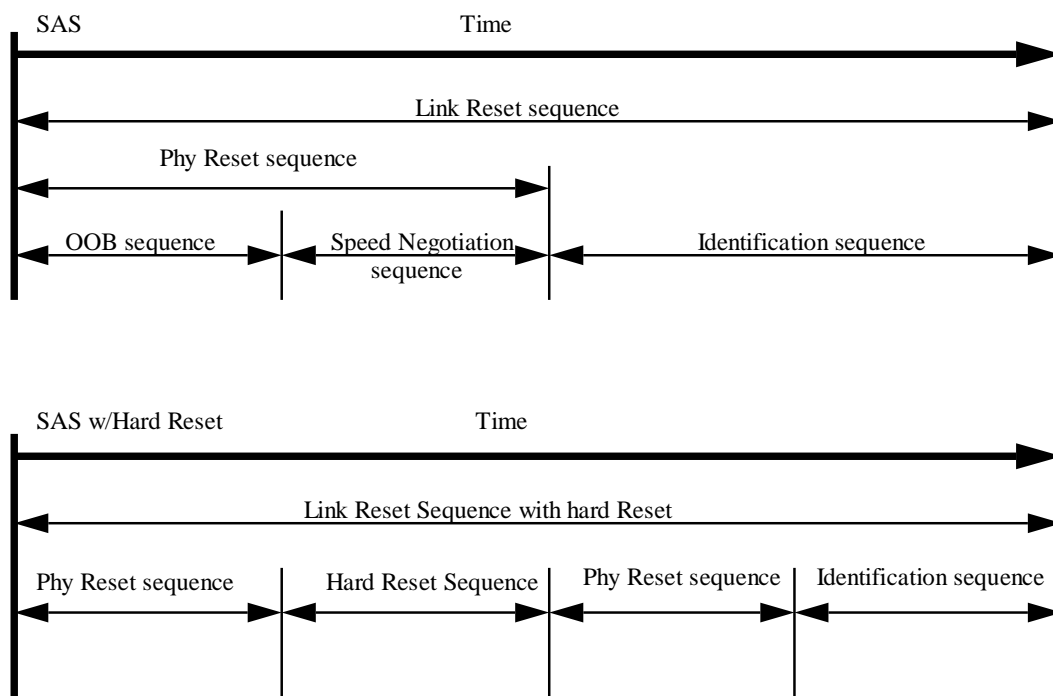 SAS
Time
Link Reset sequence
Phy Reset sequence
OOB sequence
Speed Negotiation
sequence
Identification sequence
SAS w/Hard Reset
Time
Link Reset Sequence with hard Reset
Phy Reset sequence
Hard Reset Sequence
Phy Reset sequence
Identification sequence